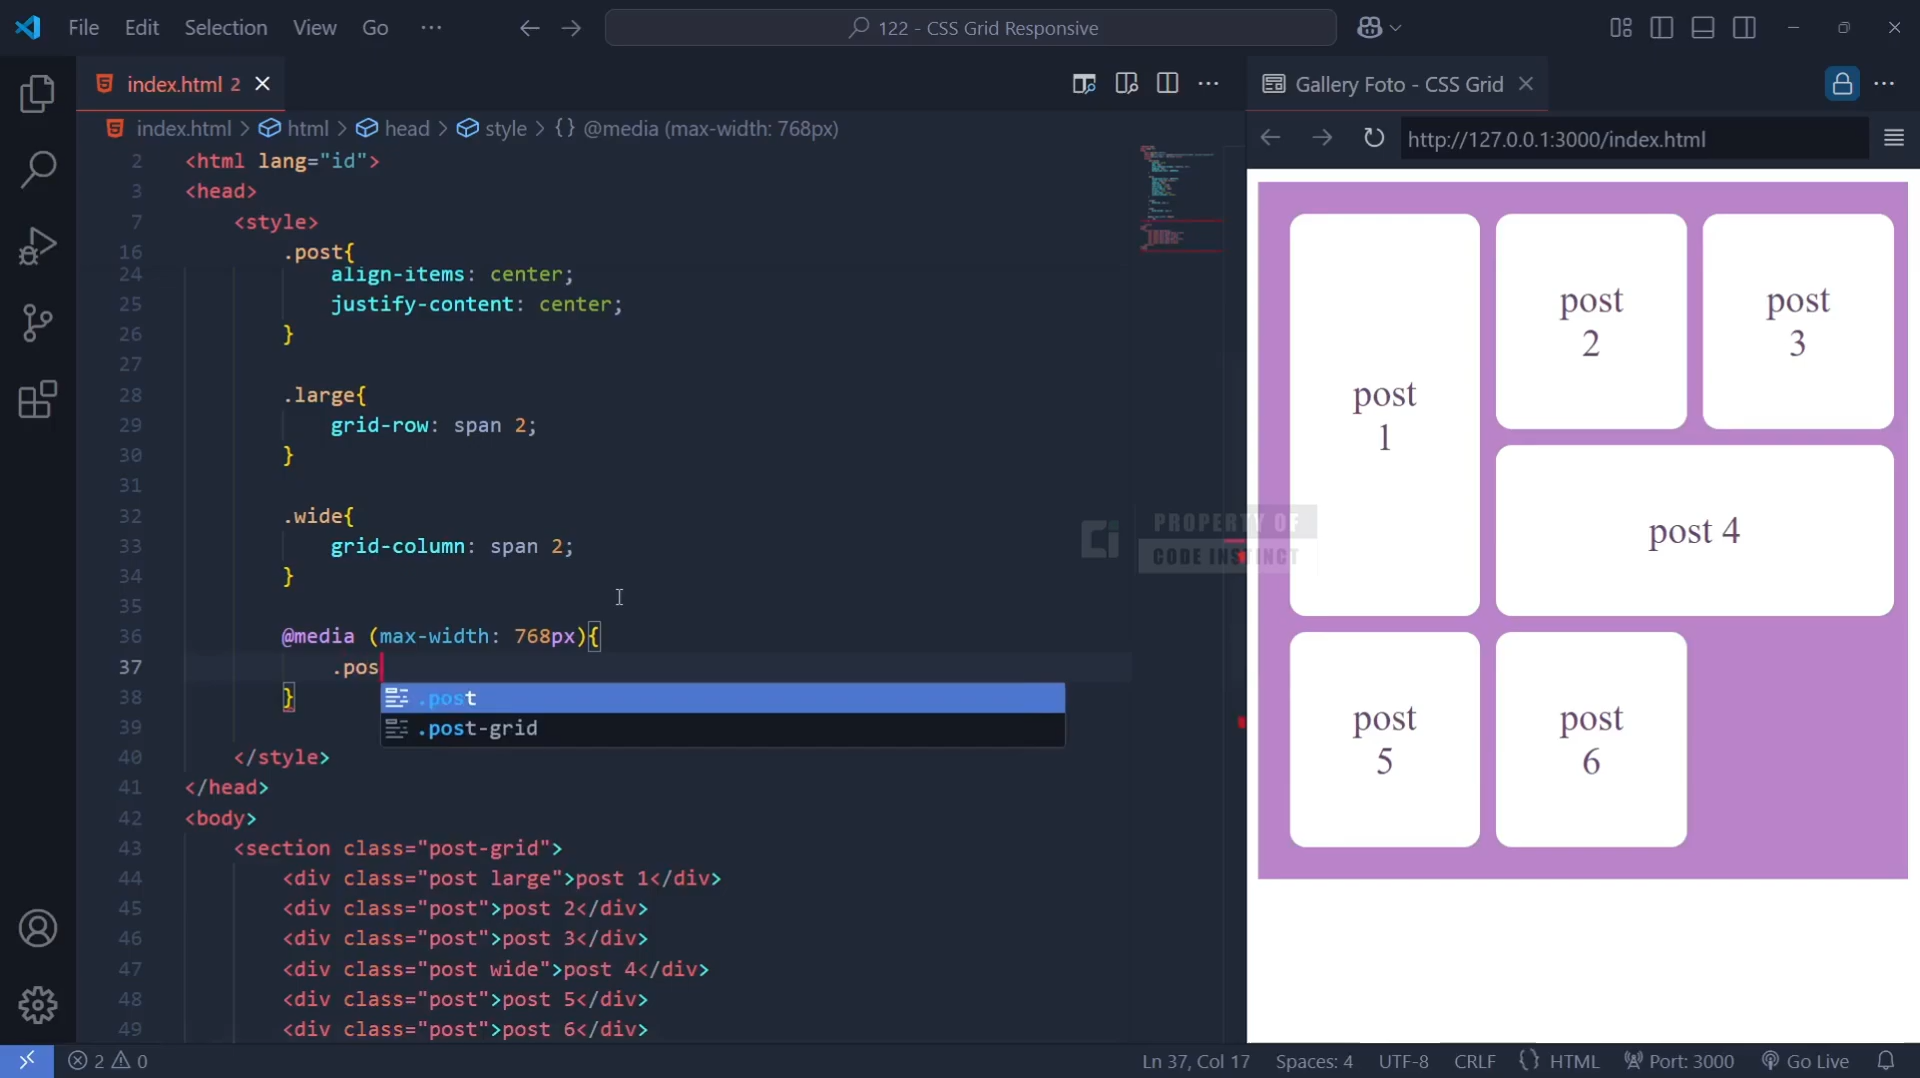 File Edit Selection View Go ··· 122 - CSS Grid Responsive
index.html 2
Gallery Foto - CSS Grid
index.html > html > head > style > {} @media (max-width: 768px)
http://127.0.0.1:3000/index.html
2 <html lang="id">
3 <head>
7 <style>
16 .post{
24 align-items: center;
25 justify-content: center;
26 }
27
28 .large{
29 grid-row: span 2;
30 }
31
32 .wide{
33 grid-column: span 2;
34 }
35
36 @media (max-width: 768px){
37 .pos
38 }
.post
39
.post-grid
40 </style>
41 </head>
42 <body>
43 <section class="post-grid">
44 <div class="post large">post 1</div>
45 <div class="post">post 2</div>
46 <div class="post">post 3</div>
47 <div class="post wide">post 4</div>
48 <div class="post">post 5</div>
49 <div class="post">post 6</div>
PROPERTY OF
CODE INSTINCT
post
1
post
2
post
3
post 4
post
5
post
6
2 0
Ln 37, Col 17 Spaces: 4 UTF-8 CRLF {} HTML Port: 3000 Go Live